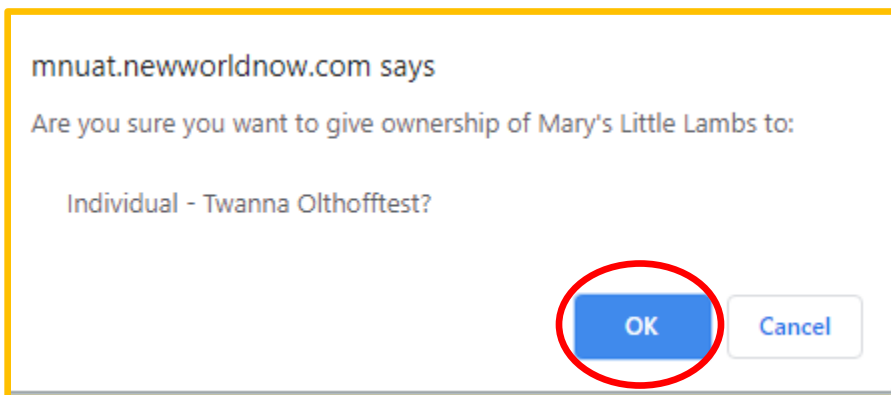 mnuat.newworldnow.com says
Are you sure you want to give ownership of Mary's Little Lambs to:
Individual - Twanna Olthofftest?
OK Cancel